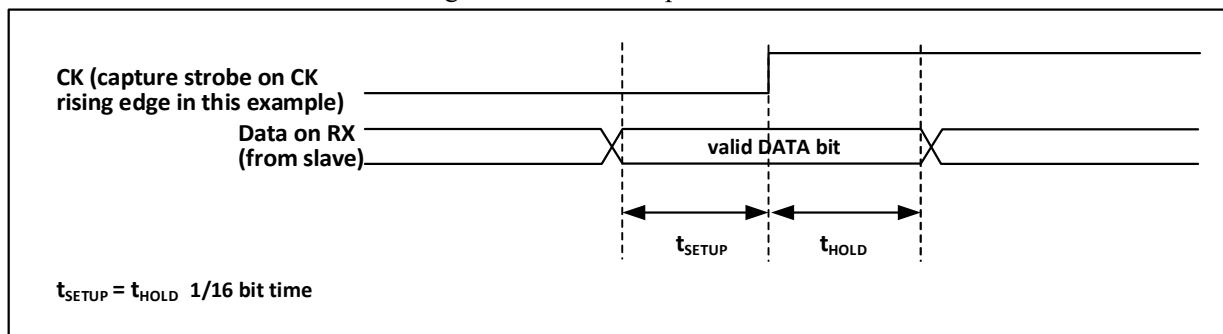 CK (capture strobe on CK
rising edge in this example)
Data on RX
(from slave)
valid DATA bit
tSETUP
tHOLD
tSETUP = tHOLD 1/16 bit time